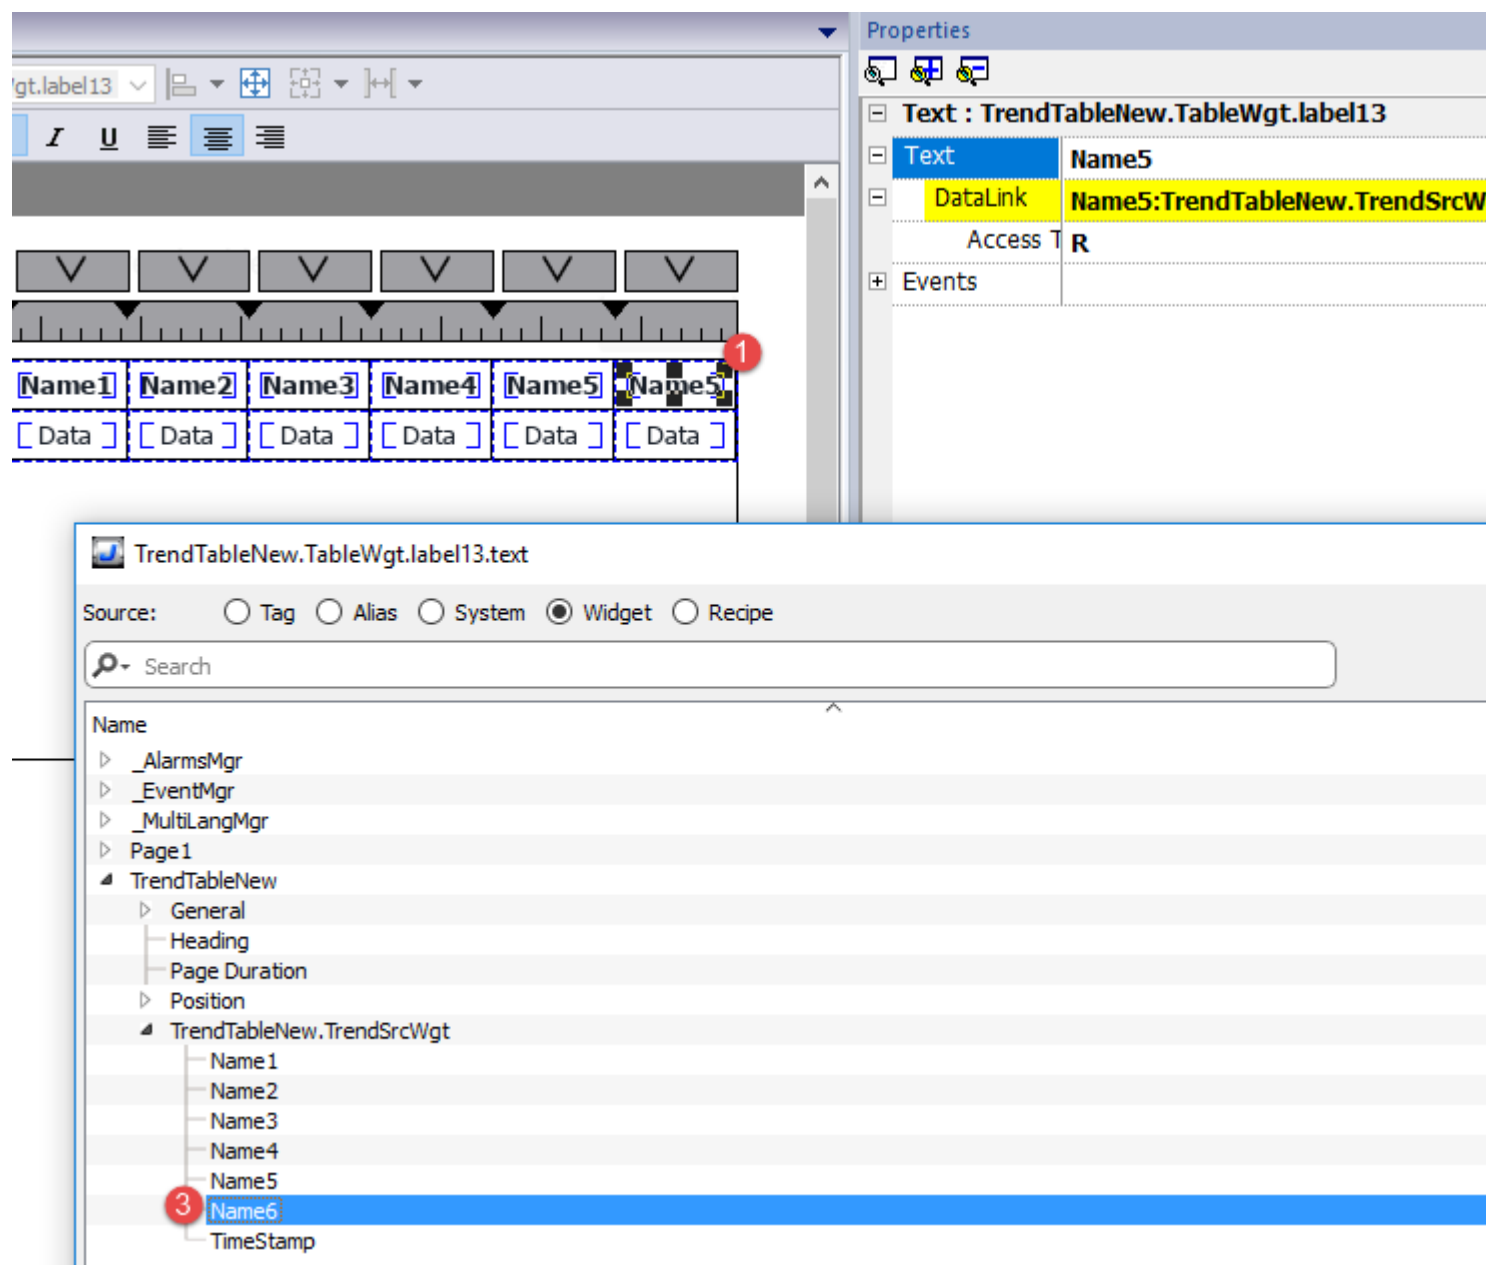 Properties
gt.label13
I U
Text : TrendTableNew.TableWgt.label13
Text Name5
DataLink Name5:TrendTableNew.TrendSrcW
Access T R
Events
1
Name1 Name2 Name3 Name4 Name5 Name5
Data Data Data Data Data Data
TrendTableNew.TableWgt.label13.text
Source: Tag Alias System Widget Recipe
Search
Name
_AlarmsMgr
_EventMgr
_MultiLangMgr
Page1
TrendTableNew
General
Heading
Page Duration
Position
TrendTableNew.TrendSrcWgt
Name1
Name2
Name3
Name4
Name5
3 Name6
TimeStamp